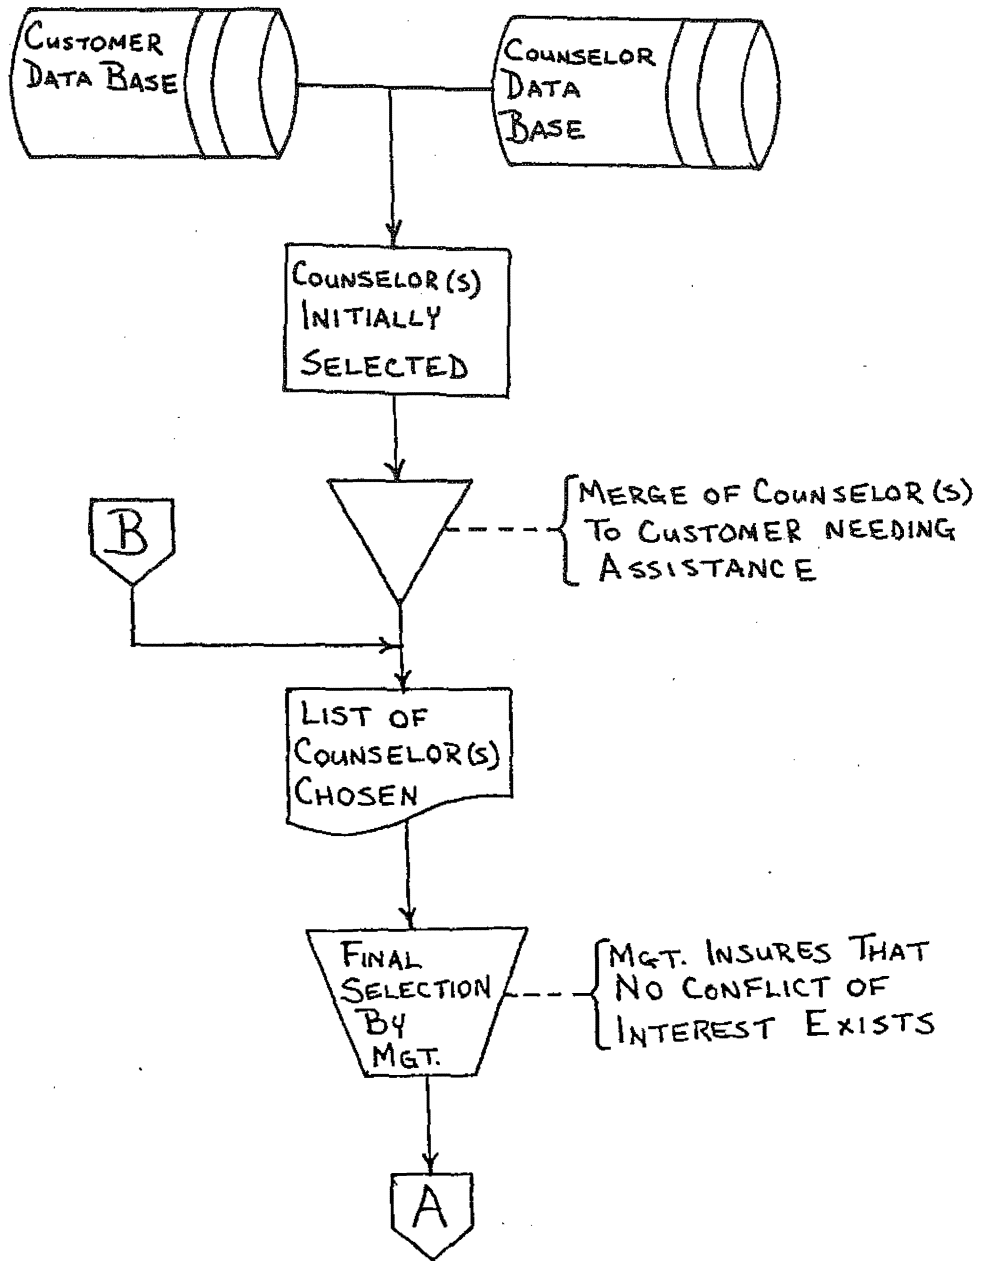 CUSTOMER
DATA BASE
COUNSELOR
DATA
BASE
COUNSELOR(S)
INITIALLY
SELECTED
MERGE OF COUNSELOR(S)
TO CUSTOMER NEEDING
ASSISTANCE
B
LIST OF
COUNSELOR(S)
CHOSEN
FINAL
SELECTION
BY
MGT.
MGT. INSURES THAT
NO CONFLICT OF
INTEREST EXISTS
A